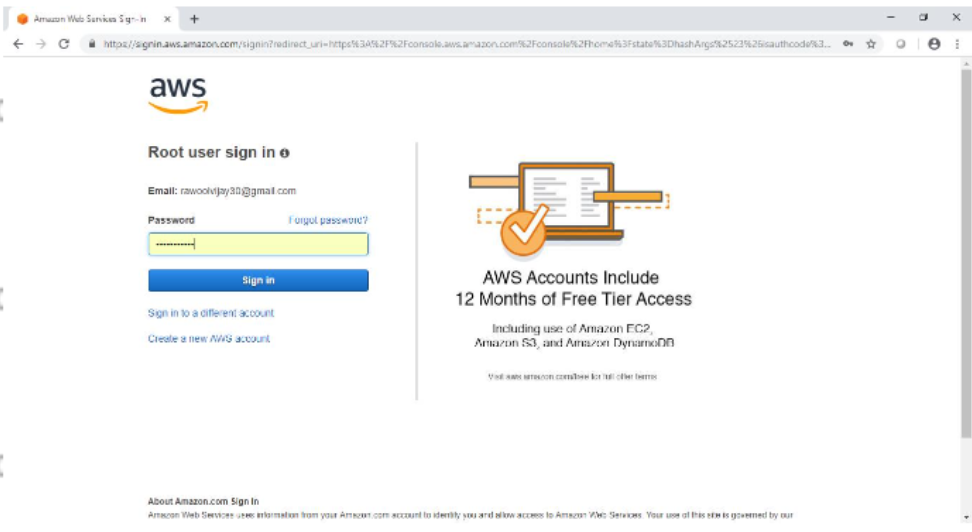 Amazon Web Services Sign-In
https://signin.aws.amazon.com/signin?redirect_uri=https%3A%2F%2Fconsole.aws.amazon.com%2Fconsole%2Fhome%3Fstate%3DhashArgs%2523%26isauthcode%3...
aws
Root user sign in
Email: rawoolvijay30@gmail.com
Password Forgot password?
Sign in
Sign in to a different account
Create a new AWS account
AWS Accounts Include
12 Months of Free Tier Access
Including use of Amazon EC2,
Amazon S3, and Amazon DynamoDB
Visit aws.amazon.com/free for full offer terms
About Amazon.com Sign In
Amazon Web Services uses information from your Amazon.com account to identify you and allow access to Amazon Web Services. Your use of this site is governed by our